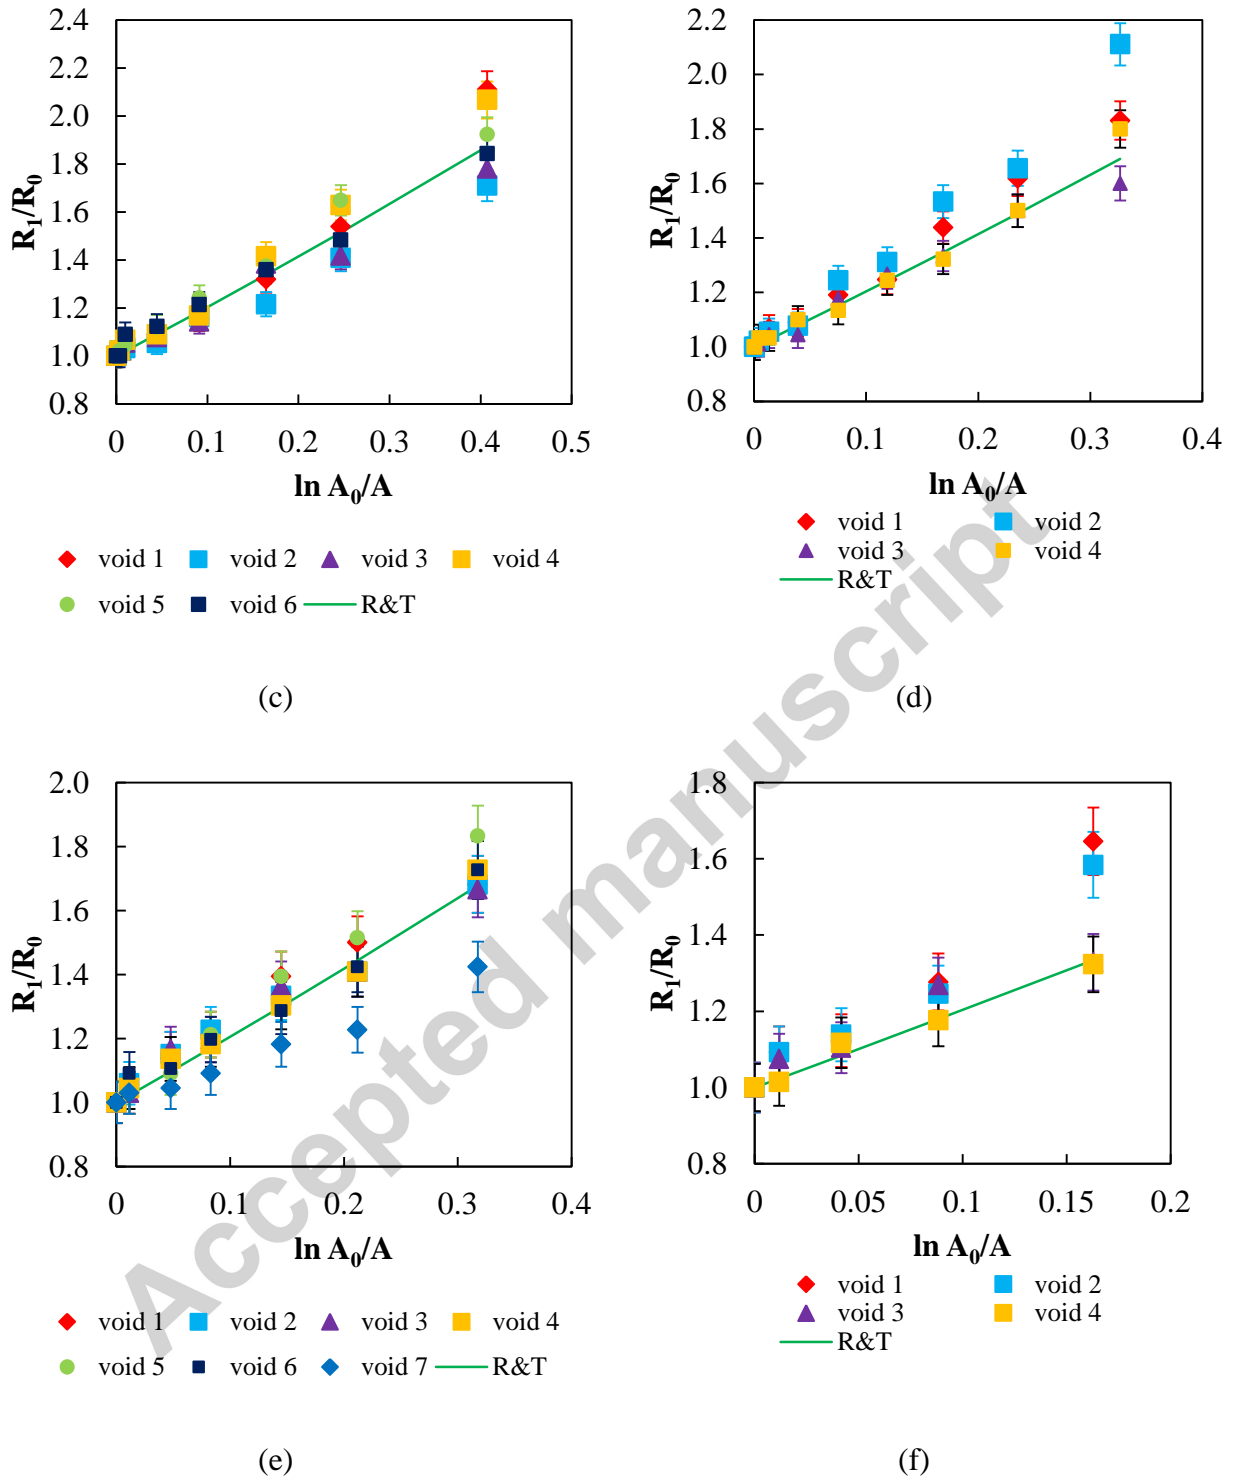 2.4
2.2
2.0
1.8
1.6
1.4
1.2
1.0
0.8
R1/R0
0 0.1 0.2 0.3 0.4 0.5
ln A0/A
void 1 void 2 void 3 void 4
void 5 void 6 R&T
(c)
2.2
2.0
1.8
1.6
1.4
1.2
1.0
0.8
R1/R0
0 0.1 0.2 0.3 0.4
ln A0/A
void 1 void 2
void 3 void 4
R&T
(d)
2.0
1.8
1.6
1.4
1.2
1.0
0.8
R1/R0
0 0.1 0.2 0.3 0.4
ln A0/A
void 1 void 2 void 3 void 4
void 5 void 6 void 7 R&T
(e)
1.8
1.6
1.4
1.2
1.0
0.8
R1/R0
0 0.05 0.1 0.15 0.2
ln A0/A
void 1 void 2
void 3 void 4
R&T
(f)
Accepted manuscript